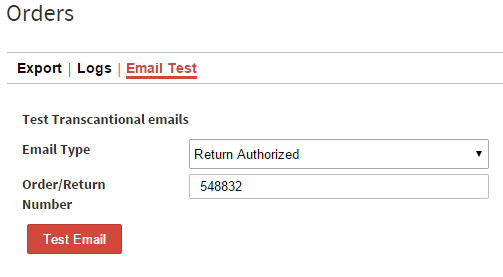 Orders
Export | Logs | Email Test
Test Transcantional emails
Email Type
Return Authorized
Order/Return
Number
548832
Test Email